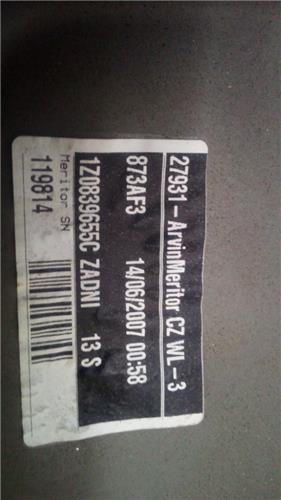 27931-ArvinMeritor CZ WL-3
873AF3 14/06/2007 00:58
1Z0839655C ZADNI 13 S
Meritor SN
119814